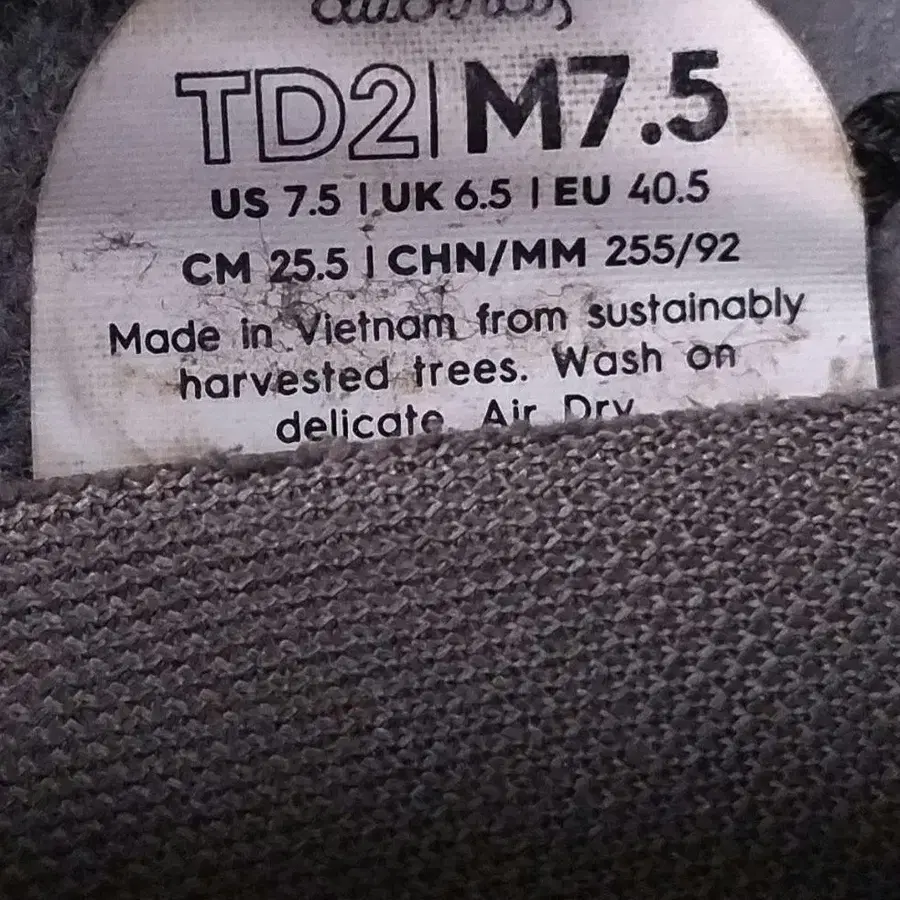 TD2 | M7.5
US 7.5 | UK 6.5 | EU 40.5
CM 25.5 | CHN/MM 255/92
Made in Vietnam from sustainably
harvested trees. Wash on
delicate. Air Dry